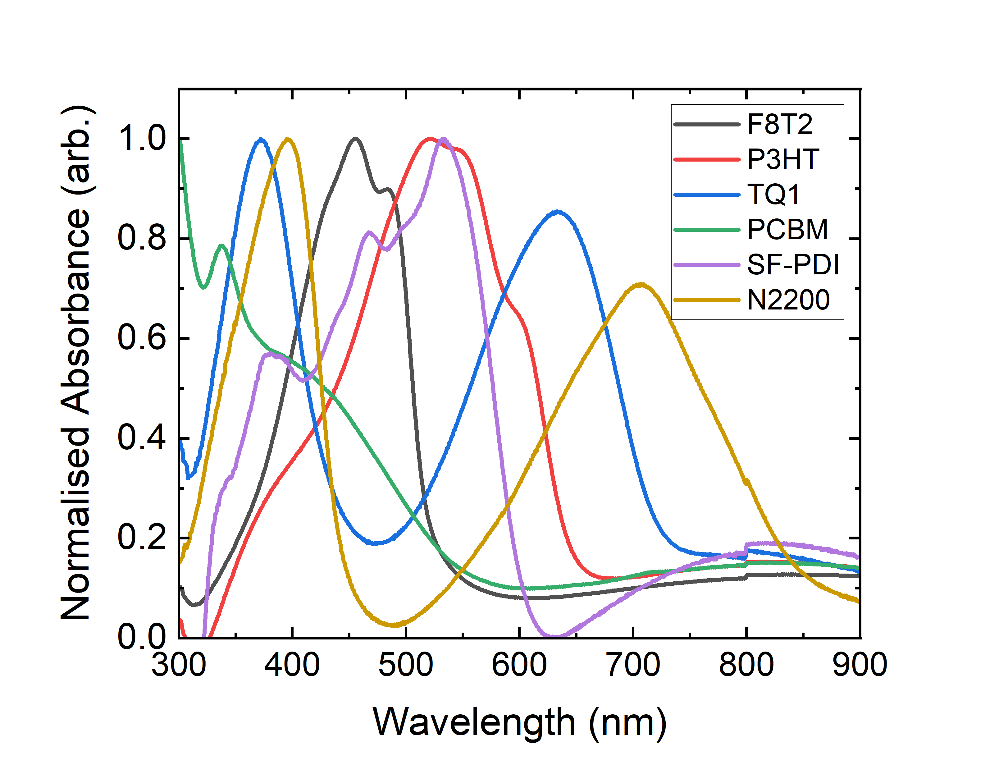 Normalised Absorbance (arb.)
1.0
0.8
0.6
0.4
0.2
0.0
300 400 500 600 700 800 900
Wavelength (nm)
F8T2
P3HT
TQ1
PCBM
SF-PDI
N2200